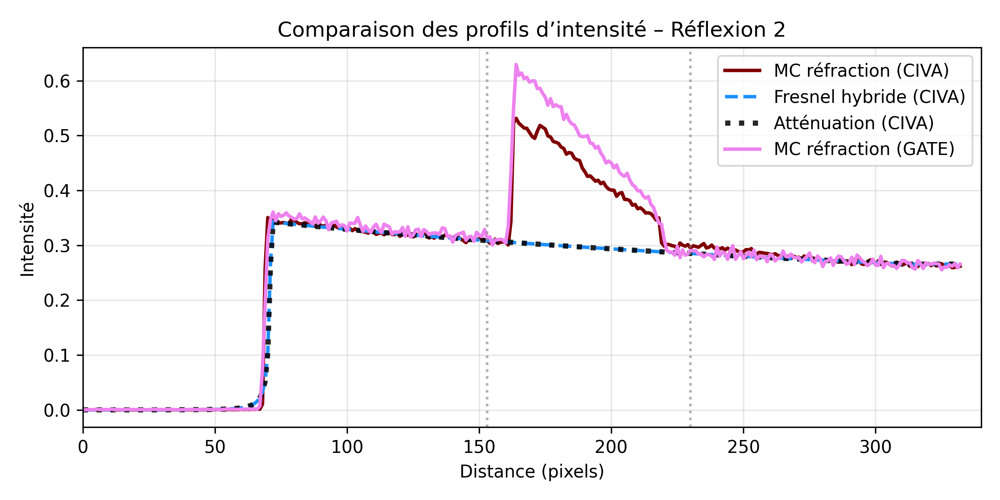 Comparaison des profils d’intensité – Réflexion 2
MC réfraction (CIVA)
Fresnel hybride (CIVA)
Atténuation (CIVA)
MC réfraction (GATE)
Intensité
0.6
0.5
0.4
0.3
0.2
0.1
0.0
0 50 100 150 200 250 300
Distance (pixels)